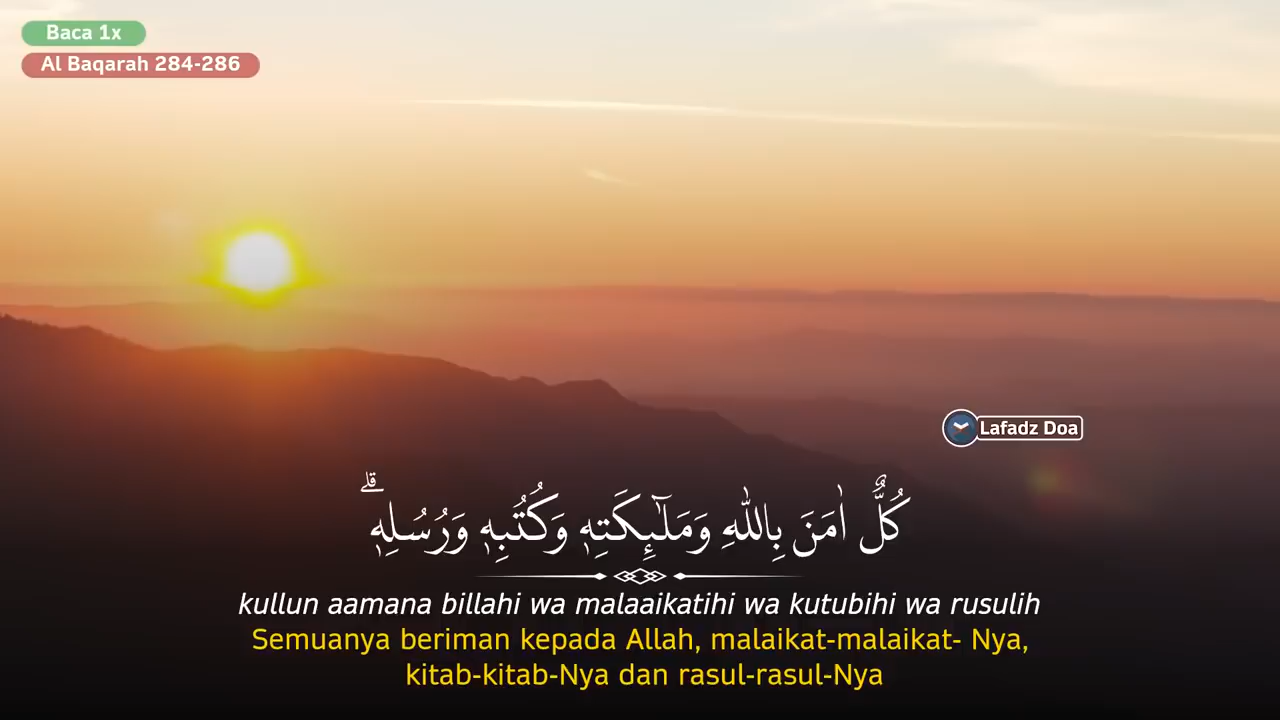 Baca 1x
Al Baqarah 284-286
Lafadz Doa
كُلٌّ اٰمَنَ بِاللّٰهِ وَمَلٰۤىِٕكَتِهٖ وَكُتُبِهٖ وَرُسُلِهٖۗ
kullun aamana billahi wa malaaikatihi wa kutubihi wa rusulih
Semuanya beriman kepada Allah, malaikat-malaikat- Nya,
kitab-kitab-Nya dan rasul-rasul-Nya